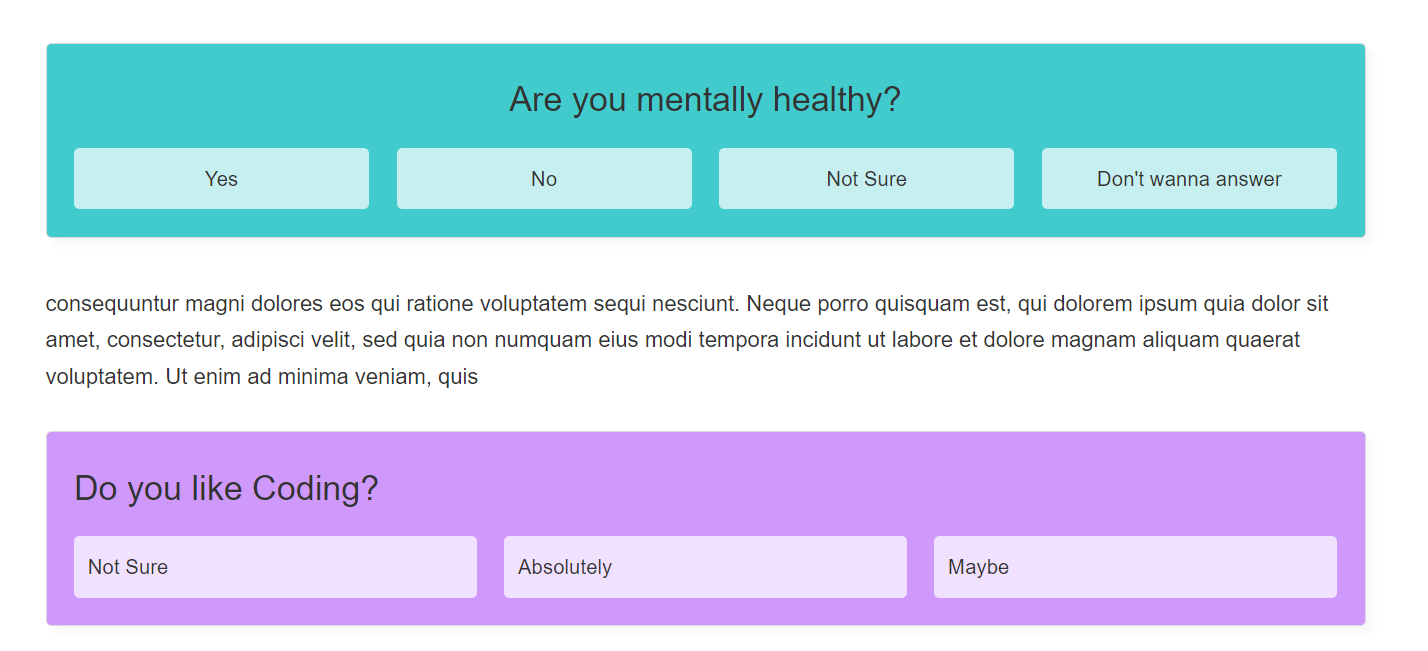 Are you mentally healthy?
Yes No Not Sure Don't wanna answer
consequuntur magni dolores eos qui ratione voluptatem sequi nesciunt. Neque porro quisquam est, qui dolorem ipsum quia dolor sit
amet, consectetur, adipisci velit, sed quia non numquam eius modi tempora incidunt ut labore et dolore magnam aliquam quaerat
voluptatem. Ut enim ad minima veniam, quis
Do you like Coding?
Not Sure Absolutely Maybe